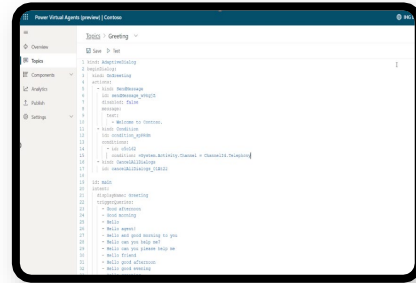 Power Virtual Agents (preview) | Contoso
Overview
Topics
Components
Analytics
Publish
Settings
Topics > Greeting
Save
Test
1 kind: AdaptiveDialog
2 beginDialog:
3 kind: OnGreeting
4 actions:
5 - kind: SendMessage
6 id:
7 disabled: false
8 message:
9 text:
10 - Welcome to Contoso.
11 - kind: Condition
12 id:
13 conditions:
14 - id:
15 condition: =System.Activity.Channel = ChannelId.Telephony
16 - kind: CancelAllDialogs
17 id:
18
19 id: main
20 intent:
21 displayName: Greeting
22 triggerQueries:
23 - Good afternoon
24 - Good morning
25 - Hello
26 - Hello agent!
27 - Hello and good morning to you
28 - Hello can you help me?
29 - Hello can you please help me
30 - Hello friend
31 - Hello good afternoon
32 - Hello good evening